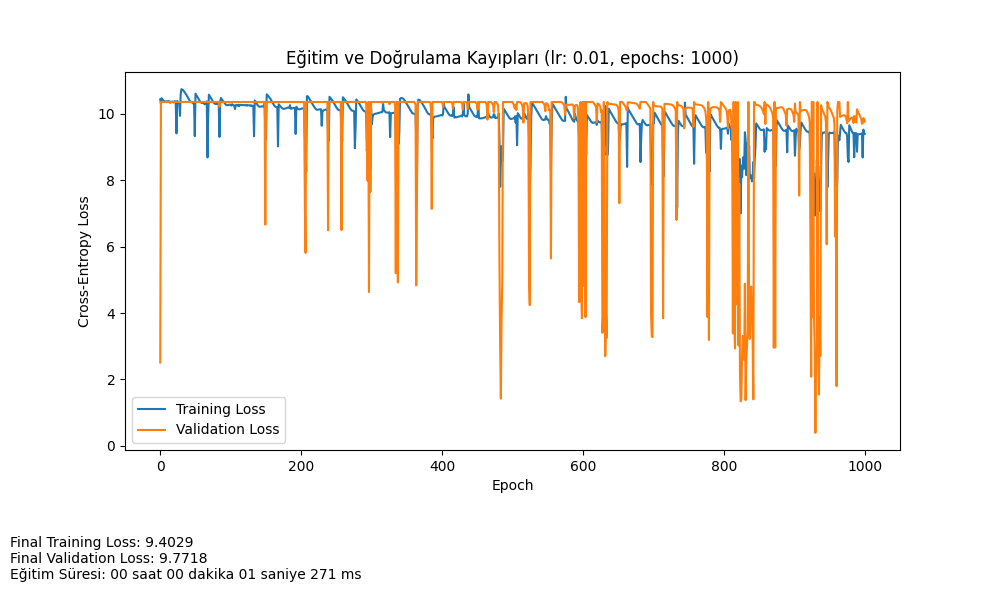 Eğitim ve Doğrulama Kayıpları (lr: 0.01, epochs: 1000)
Cross-Entropy Loss
10
8
6
4
2
0
Training Loss
Validation Loss
0 200 400 600 800 1000
Epoch
Final Training Loss: 9.4029
Final Validation Loss: 9.7718
Eğitim Süresi: 00 saat 00 dakika 01 saniye 271 ms